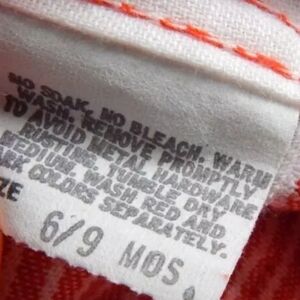 NO SOAK, NO BLEACH. WARM
WASH. REMOVE PROMPTLY
TO AVOID METAL HARDWARE
RUSTING. TUMBLE DRY
MEDIUM. WASH RED AND
ARK COLORS SEPARATELY.
ZE
6/9 MOS.